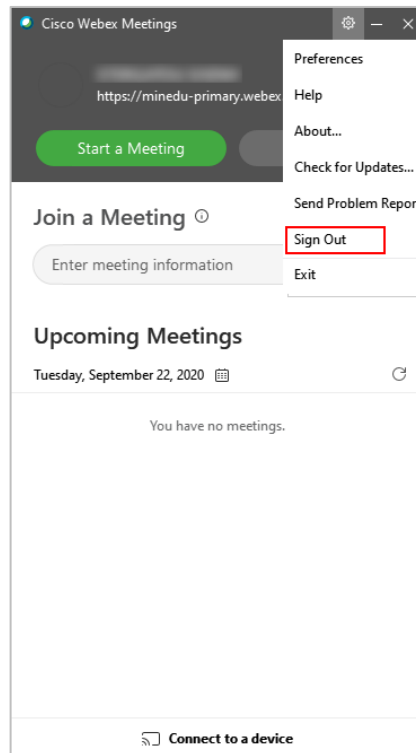 Cisco Webex Meetings
https://minedu-primary.webex
Preferences
Help
About...
Check for Updates...
Send Problem Repor
Sign Out
Exit
Start a Meeting
Join a Meeting
Enter meeting information
Upcoming Meetings
Tuesday, September 22, 2020
You have no meetings.
Connect to a device